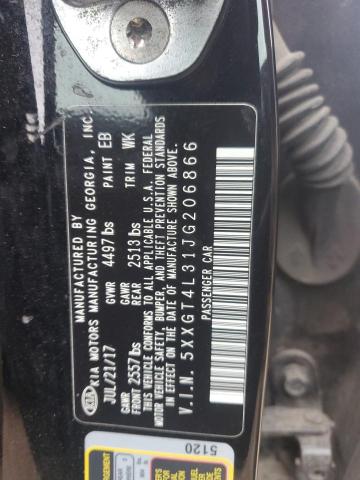 MANUFACTURED BY
KIA MOTORS MANUFACTURING GEORGIA, INC.
JUL/21/17 4497 lbs PAINT EB
GAWR FRONT 2557 lbs GAWR REAR 2513 lbs TRIM WK
THIS VEHICLE CONFORMS TO ALL APPLICABLE U.S.A. FEDERAL
MOTOR VEHICLE SAFETY, BUMPER, AND THEFT PREVENTION STANDARDS
IN EFFECT ON THE DATE OF MANUFACTURE SHOWN ABOVE.
V.I.N. 5XXGT4L31JG206866
PASSENGER CAR
5120